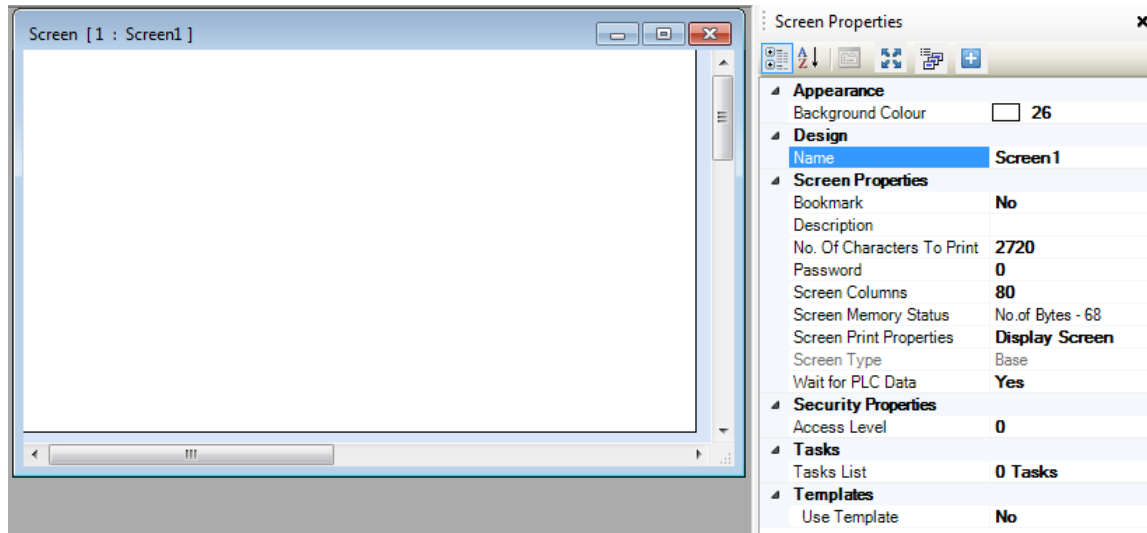 Screen [1 : Screen1 ]
Screen Properties
Appearance
Background Colour 26
Design
Name Screen1
Screen Properties
Bookmark No
Description
No. Of Characters To Print 2720
Password 0
Screen Columns 80
Screen Memory Status No.of Bytes - 68
Screen Print Properties Display Screen
Screen Type Base
Wait for PLC Data Yes
Security Properties
Access Level 0
Tasks
Tasks List 0 Tasks
Templates
Use Template No